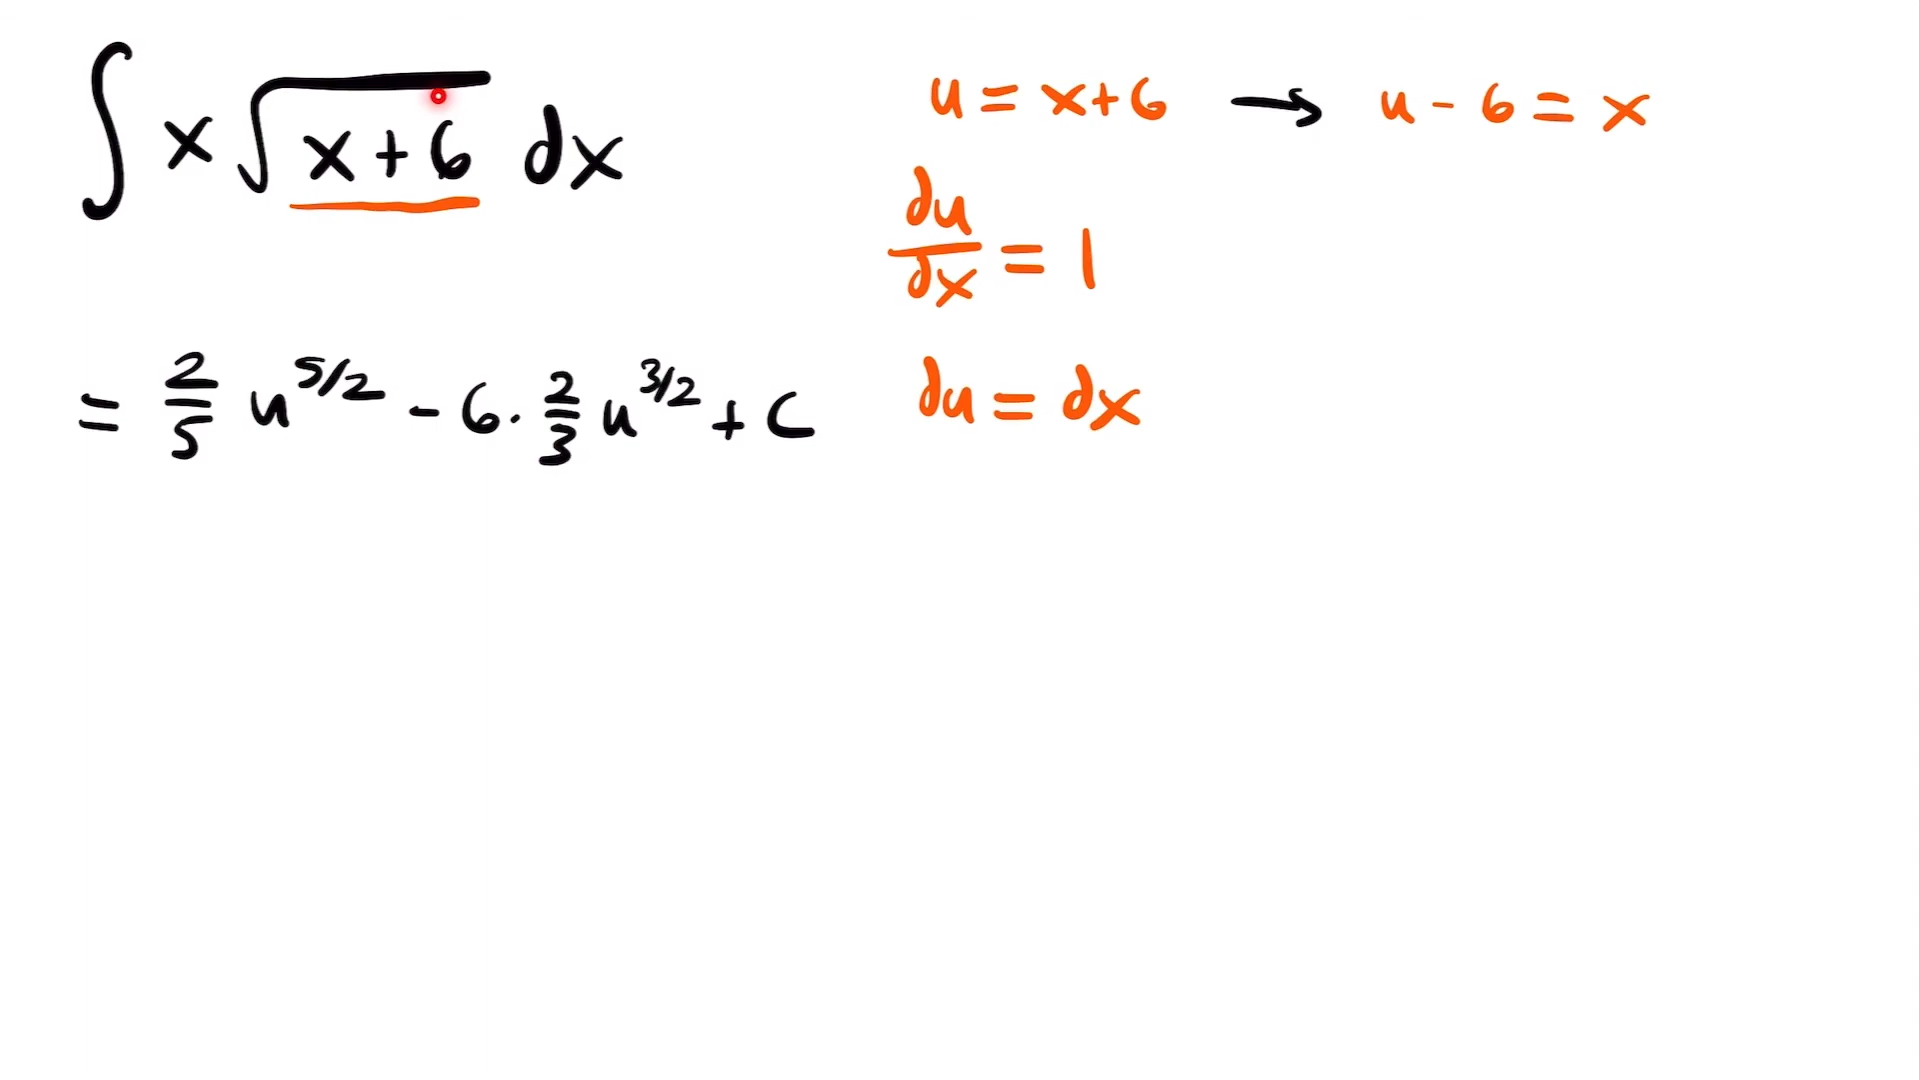 ∫ x √(x+6) dx
u = x+6 → u - 6 = x
du/dx = 1
= 2/5 u^5/2 - 6 · 2/3 u^3/2 + C
du = dx